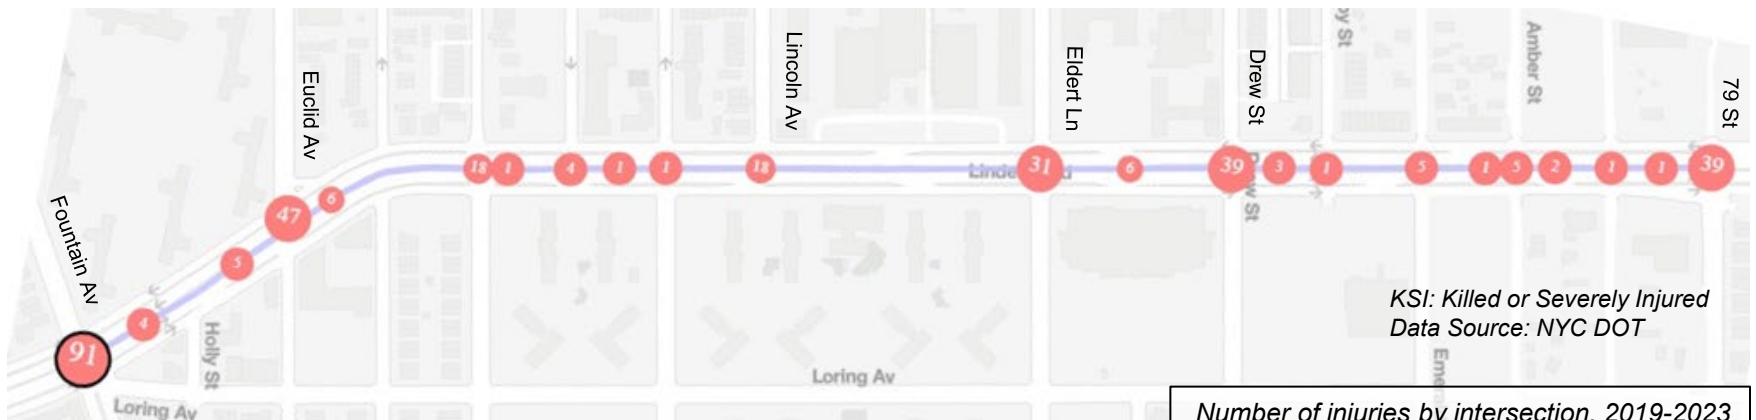 Fountain Av
Euclid Av
Lincoln Av
Eldert Ln
Drew St
Amber St
79 St
91
4
5
47
6
18
1
4
1
1
18
31
6
39
3
1
5
1
5
2
1
1
39
Drew St
Holly St
Loring Av
Loring Av
KSI: Killed or Severely Injured
Data Source: NYC DOT
Number of injuries by intersection, 2019-2023